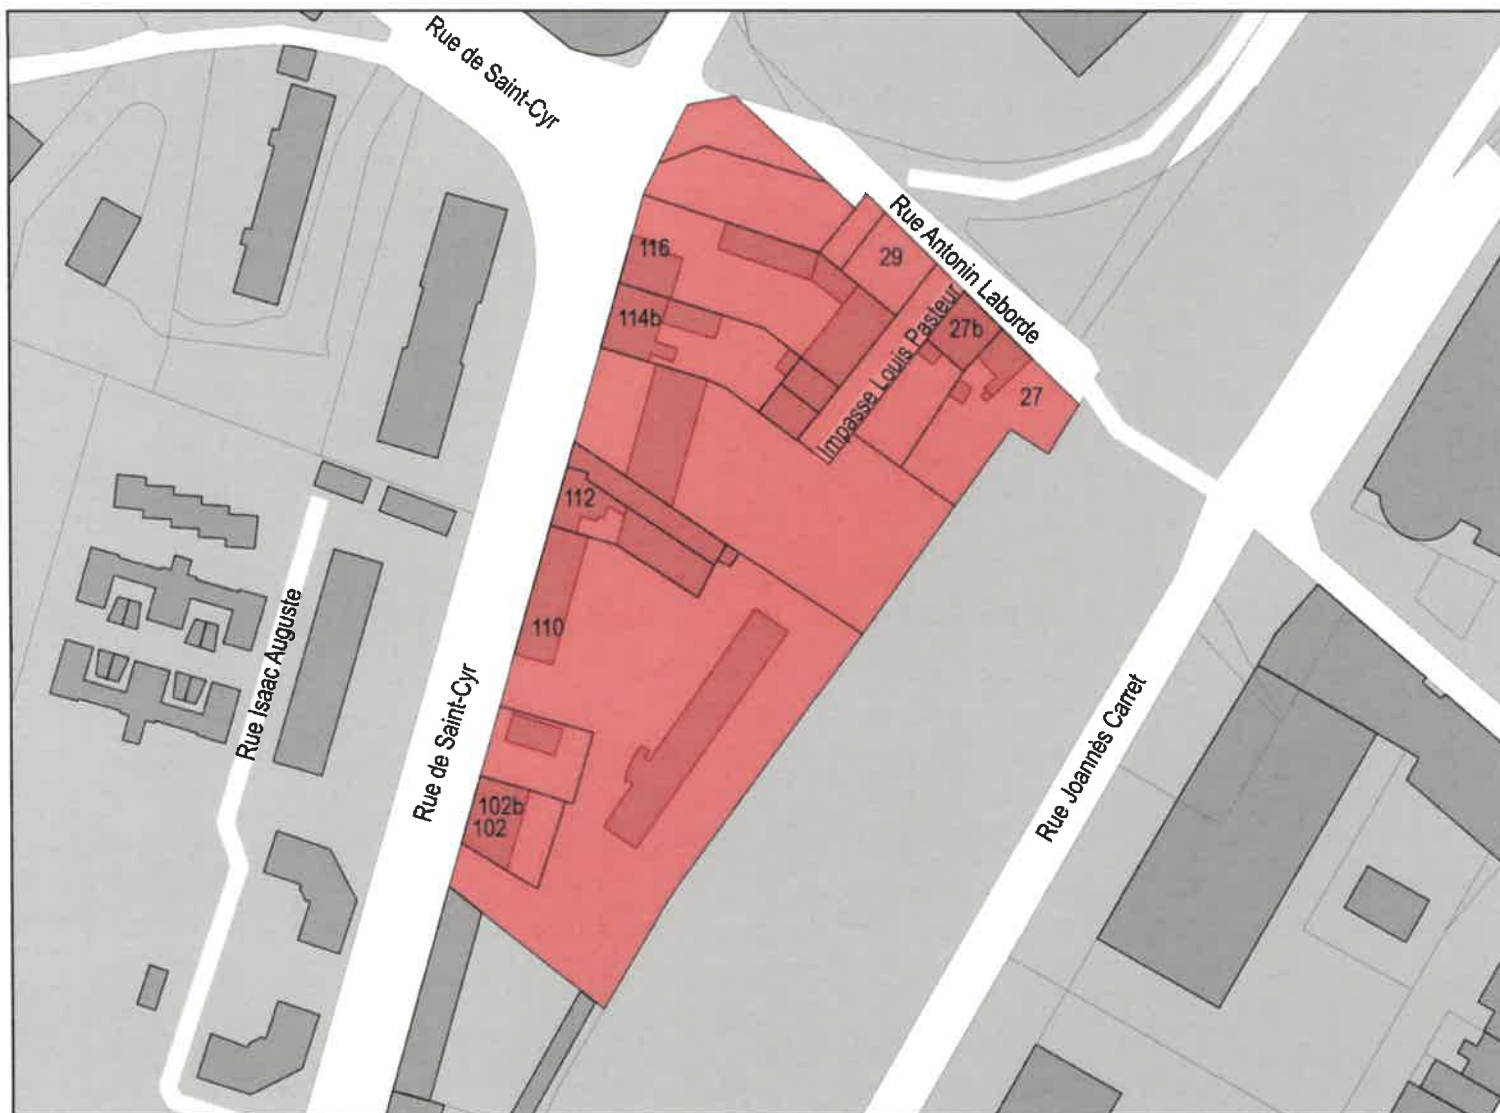 Rue de Saint-Cyr
116
29
Rue Antonin Laborde
114b
27b
Impasse Louis Pasteur
27
112
Rue Isaac Auguste
110
Rue de Saint-Cyr
Rue Joannès Carret
102b
102